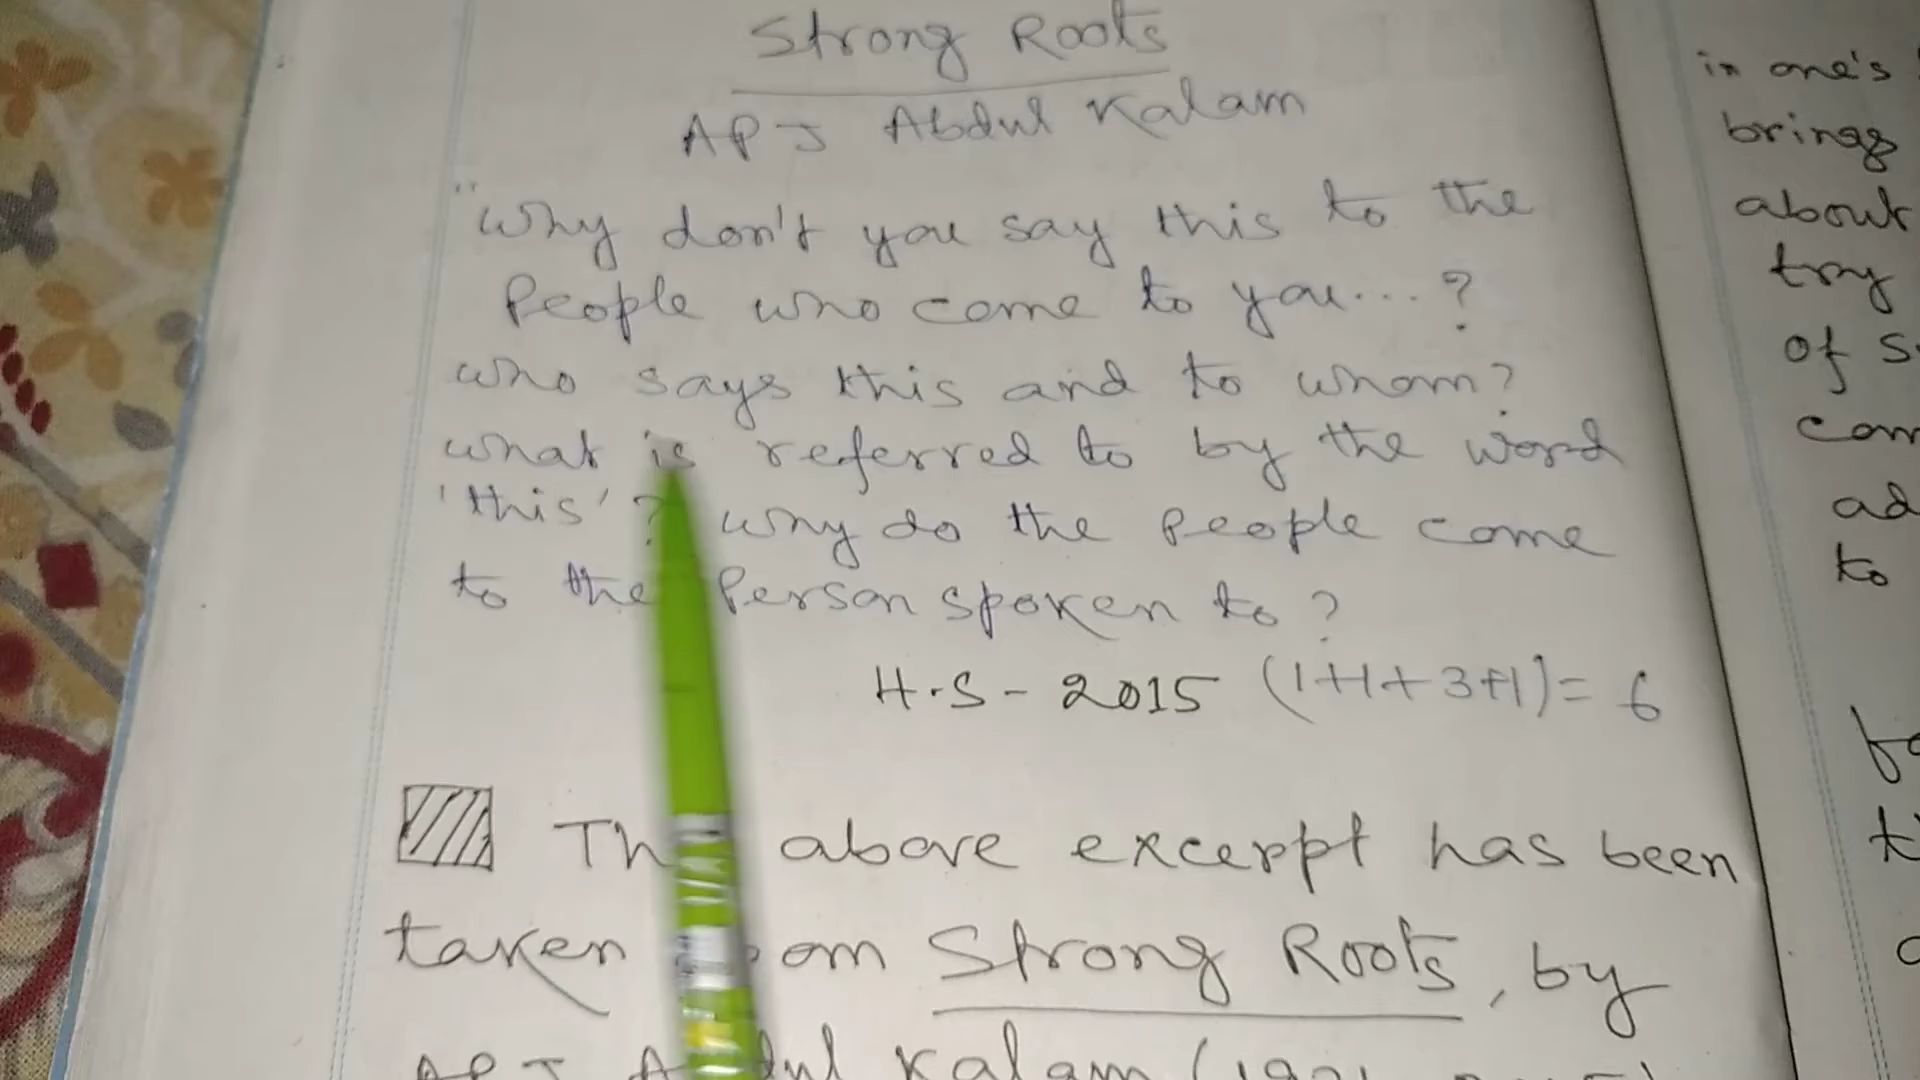 Strong Roots
APJ Abdul Kalam
"Why don't you say this to the
People who come to you...?
who says this and to whom?
what is referred to by the word
'this'? why do the people come
to the Person spoken to?
H.S - 2015 (1+1+3+1) = 6
above excerpt has been
taken Strong Roots, by
APJ Kalam (1931
in one's
brings
about
try
of
to